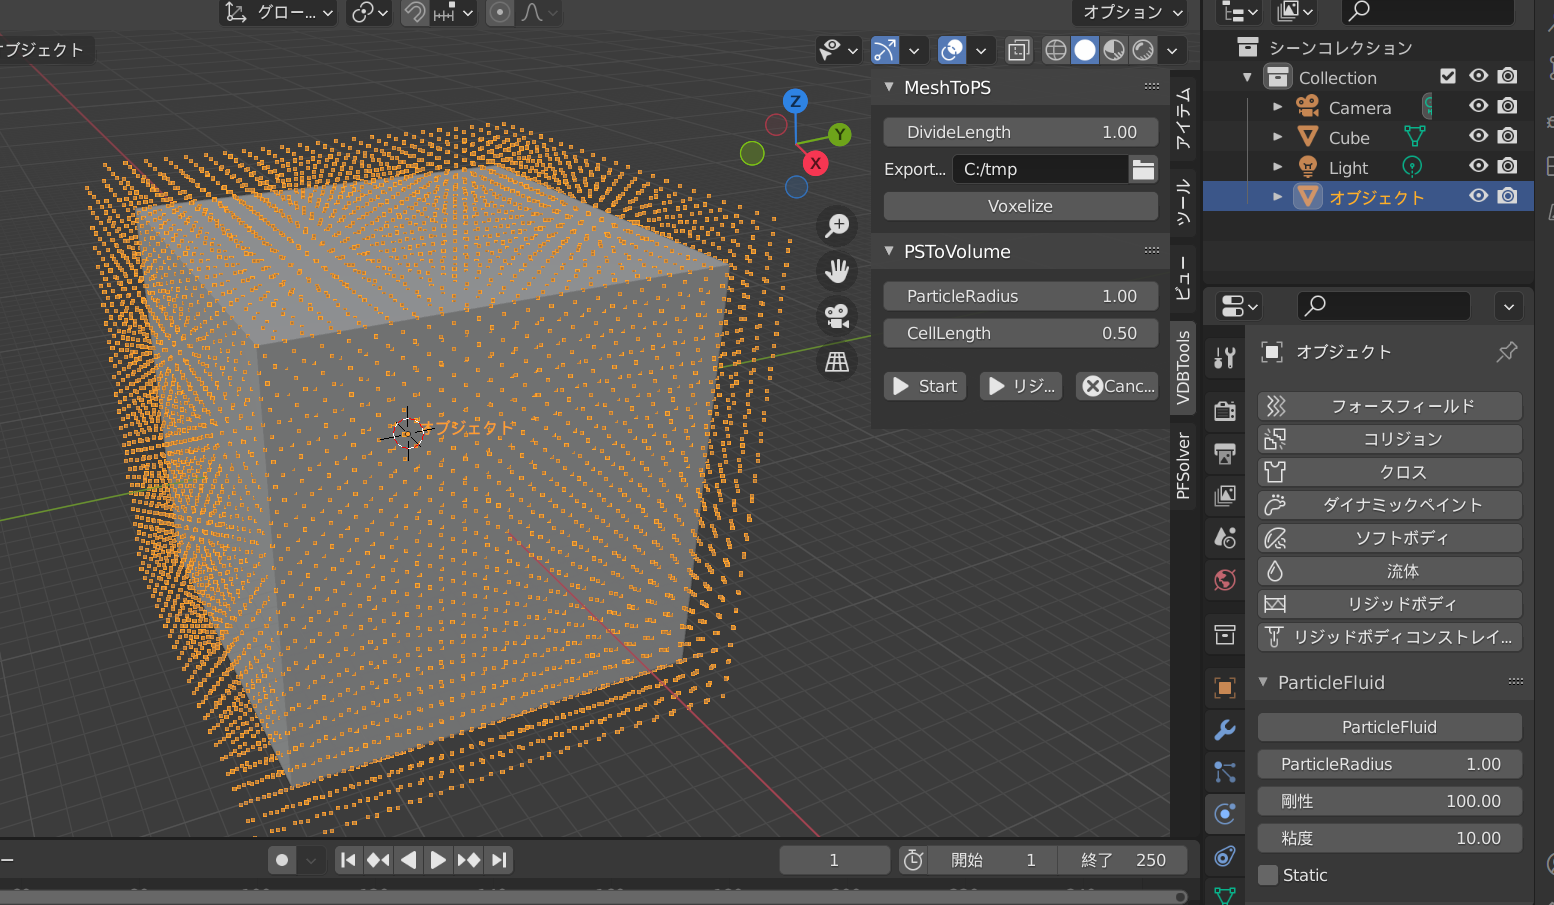 グロー...
オプション
ブジェクト
Z
Y
X
MeshToPS
DivideLength 1.00
Export... C:/tmp
Voxelize
PSToVolume
ParticleRadius 1.00
CellLength 0.50
Start
リジ...
Canc...
アイテム
ツール
ビュー
VDBTools
PFSolver
オブジェクト
1
開始 1
終了 250
シーンコレクション
Collection
Camera
Cube
Light
オブジェクト
オブジェクト
フォースフィールド
コリジョン
クロス
ダイナミックペイント
ソフトボディ
流体
リジッドボディ
リジッドボディコンストレイ...
ParticleFluid
ParticleFluid
ParticleRadius 1.00
剛性 100.00
粘度 10.00
Static